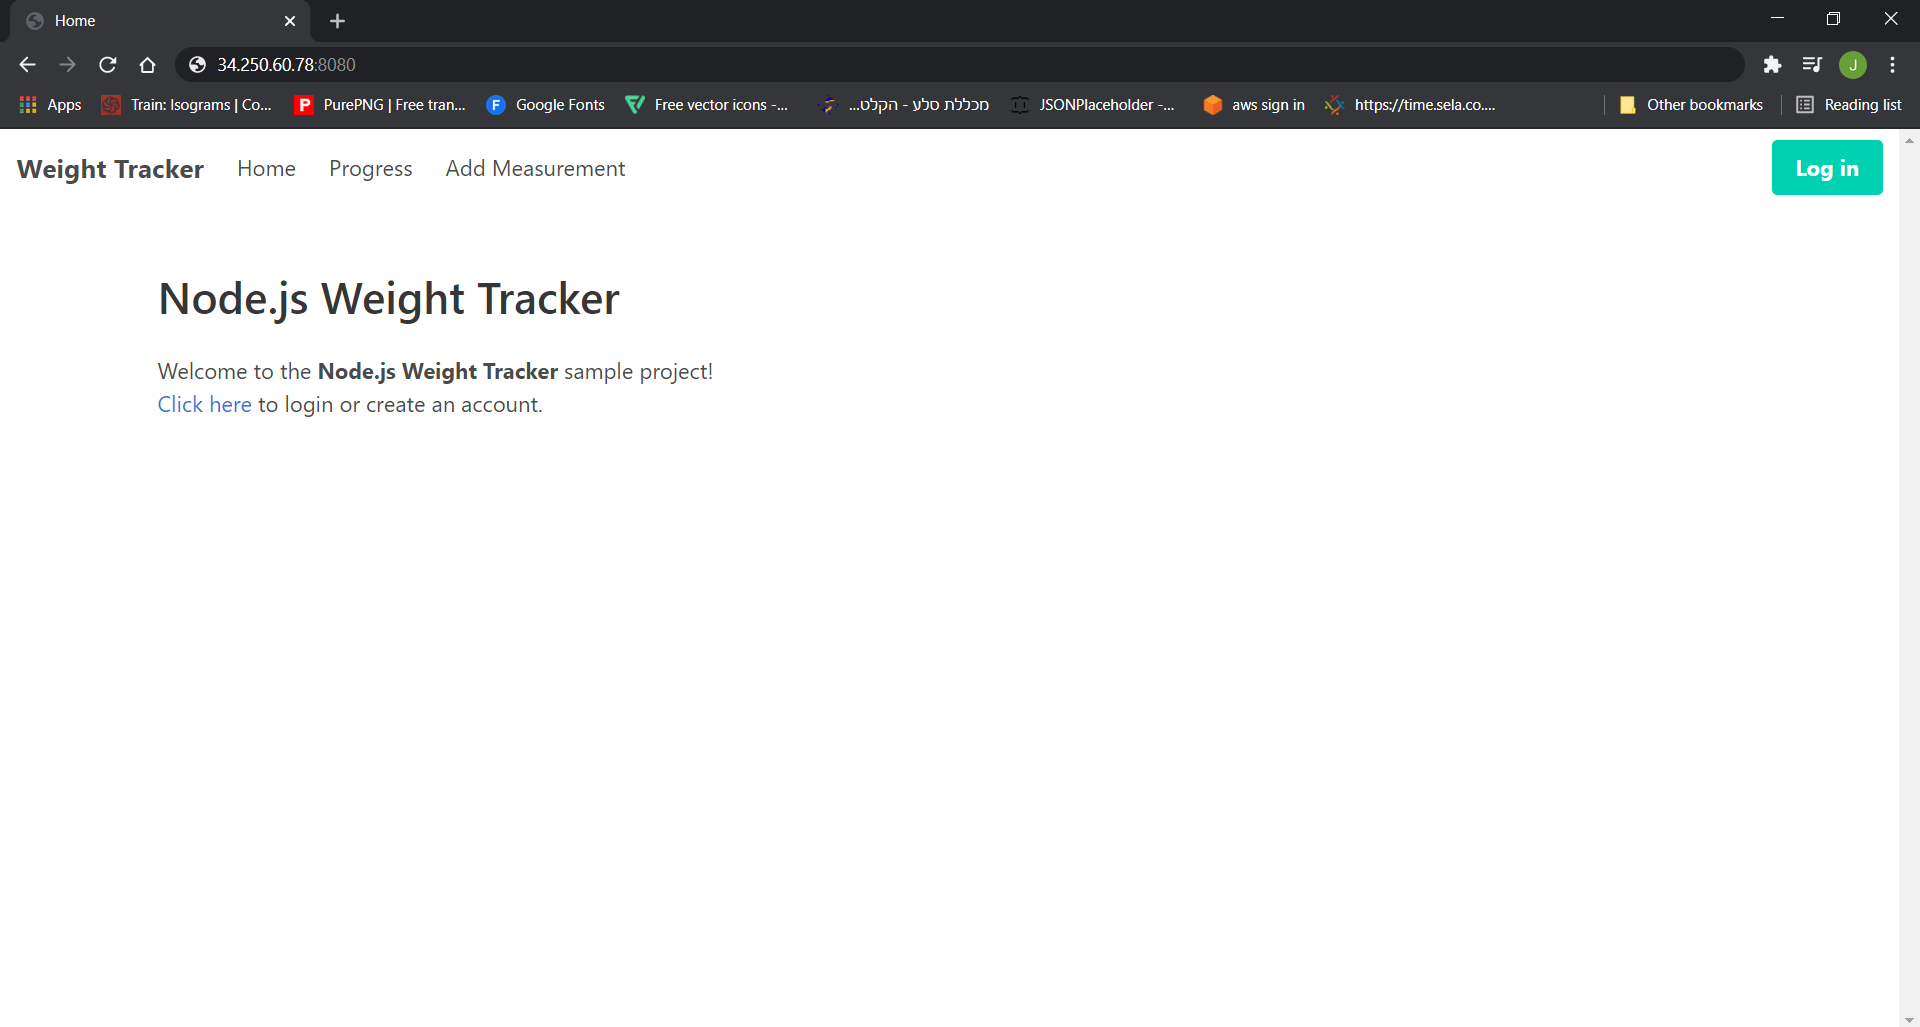 Home
34.250.60.78:8080
J
Apps
Train: Isograms | Co...
PurePNG | Free tran...
Google Fonts
Free vector icons -...
מכללת סלע - הקלט...
JSONPlaceholder -...
aws sign in
https://time.sela.co....
Other bookmarks
Reading list
Weight Tracker Home Progress Add Measurement Log in
Node.js Weight Tracker
Welcome to the Node.js Weight Tracker sample project!
Click here to login or create an account.